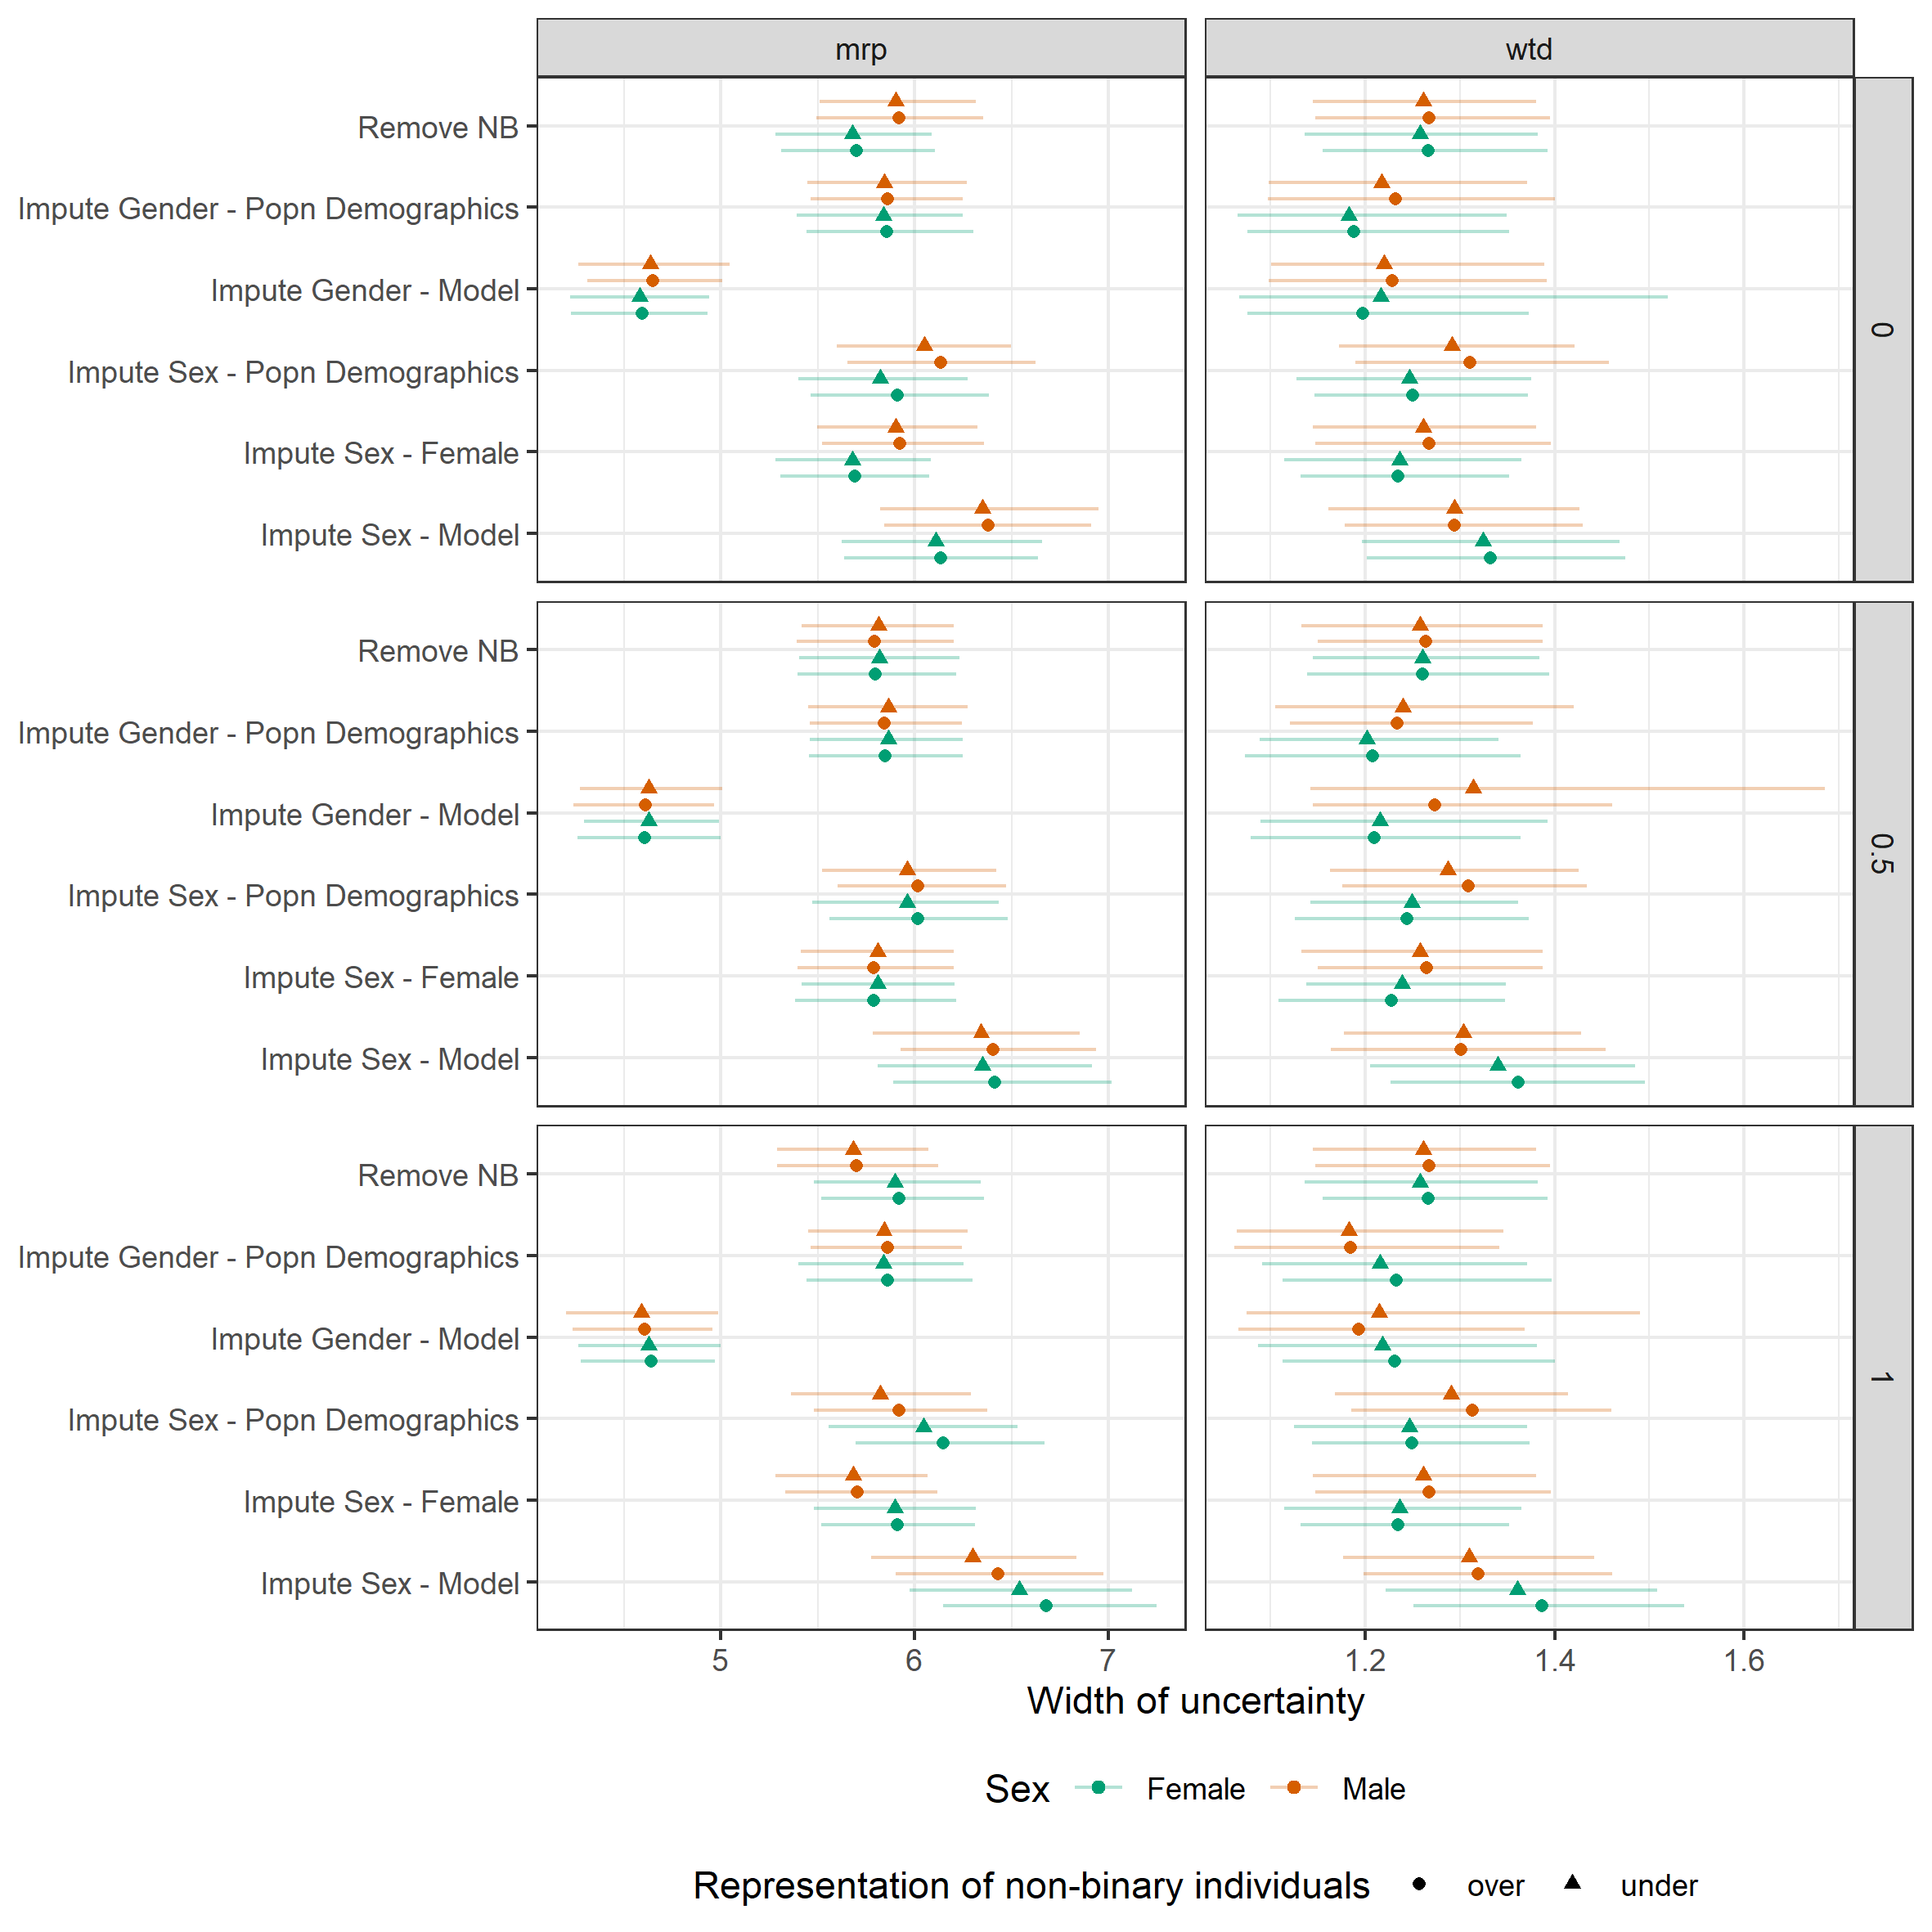 mrp wtd
Remove NB
Impute Gender - Popn Demographics
Impute Gender - Model
Impute Sex - Popn Demographics
Impute Sex - Female
Impute Sex - Model
0
Remove NB
Impute Gender - Popn Demographics
Impute Gender - Model
Impute Sex - Popn Demographics
Impute Sex - Female
Impute Sex - Model
0.5
Remove NB
Impute Gender - Popn Demographics
Impute Gender - Model
Impute Sex - Popn Demographics
Impute Sex - Female
Impute Sex - Model
1
5 6 7 1.2 1.4 1.6
Width of uncertainty
Sex Female Male
Representation of non-binary individuals over under